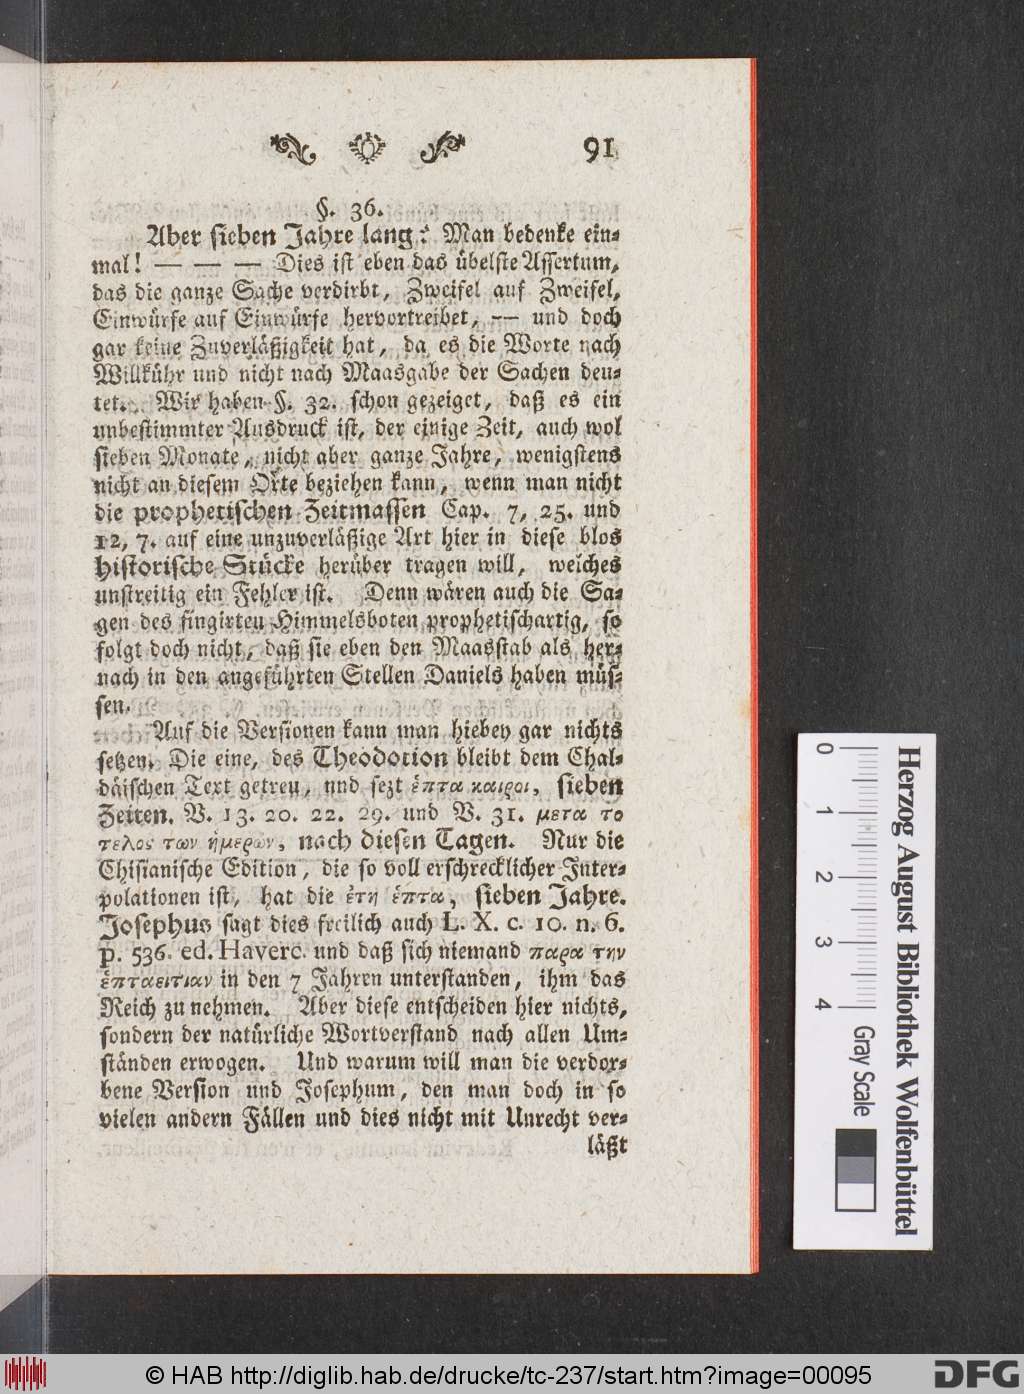 91
§. 36.
Aber sieben Jahre lang: Man bedenke ein-
mal! — — — Dies ist eben das übelste Assertum,
das die ganze Sache verdirbt, Zweifel auf Zweifel,
Einwürfe auf Einwürfe hervortreibet, — und doch
gar keine Zuverläßigkeit hat, da es die Worte nach
Willkühr und nicht nach Maasgabe der Sachen deu-
tet. Wir haben §. 32. schon gezeiget, daß es ein
unbestimmter Ausdruck ist, der einige Zeit, auch wol
sieben Monate, nicht aber ganze Jahre, wenigstens
nicht an diesem Orte beziehen kann, wenn man nicht
die prophetischen Zeitmassen Cap. 7, 25. und
12, 7. auf eine unzuverläßige Art hier in diese blos
historische Stücke herüber tragen will, welches
unstreitig ein Fehler ist. Denn wären auch die Sa-
gen des fingirten Himmelsboten prophetischartig, so
folgt doch nicht, daß sie eben den Maasstab als her-
nach in den angeführten Stellen Daniels haben müs-
sen.
Auf die Versionen kann man hiebey gar nichts
setzen. Die eine, des Theodotion bleibt dem Chal-
däischen Text getreu, und sezt ἑπτα καιροι, sieben
Zeiten. V. 13. 20. 22. 29. und V. 31. μετα το
τελος των ἡμερων, nach diesen Tagen. Nur die
Chisianische Edition, die so voll erschrecklicher Inter-
polationen ist, hat die ἐτη ἑπτα, sieben Jahre.
Josephus sagt dies freilich auch L. X. c. 10. n. 6.
p. 536. ed. Haverc. und daß sich niemand παρα την
ἑπταειτιαν in den 7 Jahren unterstanden, ihm das
Reich zu nehmen. Aber diese entscheiden hier nichts,
sondern der natürliche Wortverstand nach allen Um-
ständen erwogen. Und warum will man die verdor-
bene Version und Josephum, den man doch in so
vielen andern Fällen und dies nicht mit Unrecht ver-
läßt
0 1 2 3 4
Gray Scale
Herzog August Bibliothek Wolfenbüttel
© HAB http://diglib.hab.de/drucke/tc-237/start.htm?image=00095
DFG